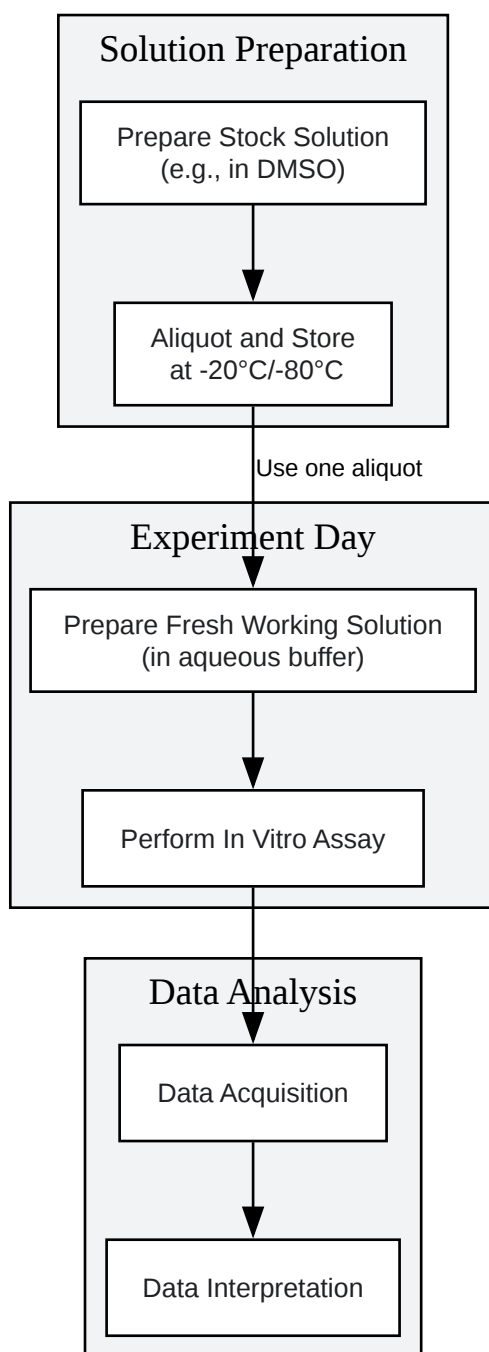 Solution Preparation
Prepare Stock Solution
(e.g., in DMSO)
Aliquot and Store
at -20°C/-80°C
Use one aliquot
Experiment Day
Prepare Fresh Working Solution
(in aqueous buffer)
Perform In Vitro Assay
Data Analysis
Data Acquisition
Data Interpretation